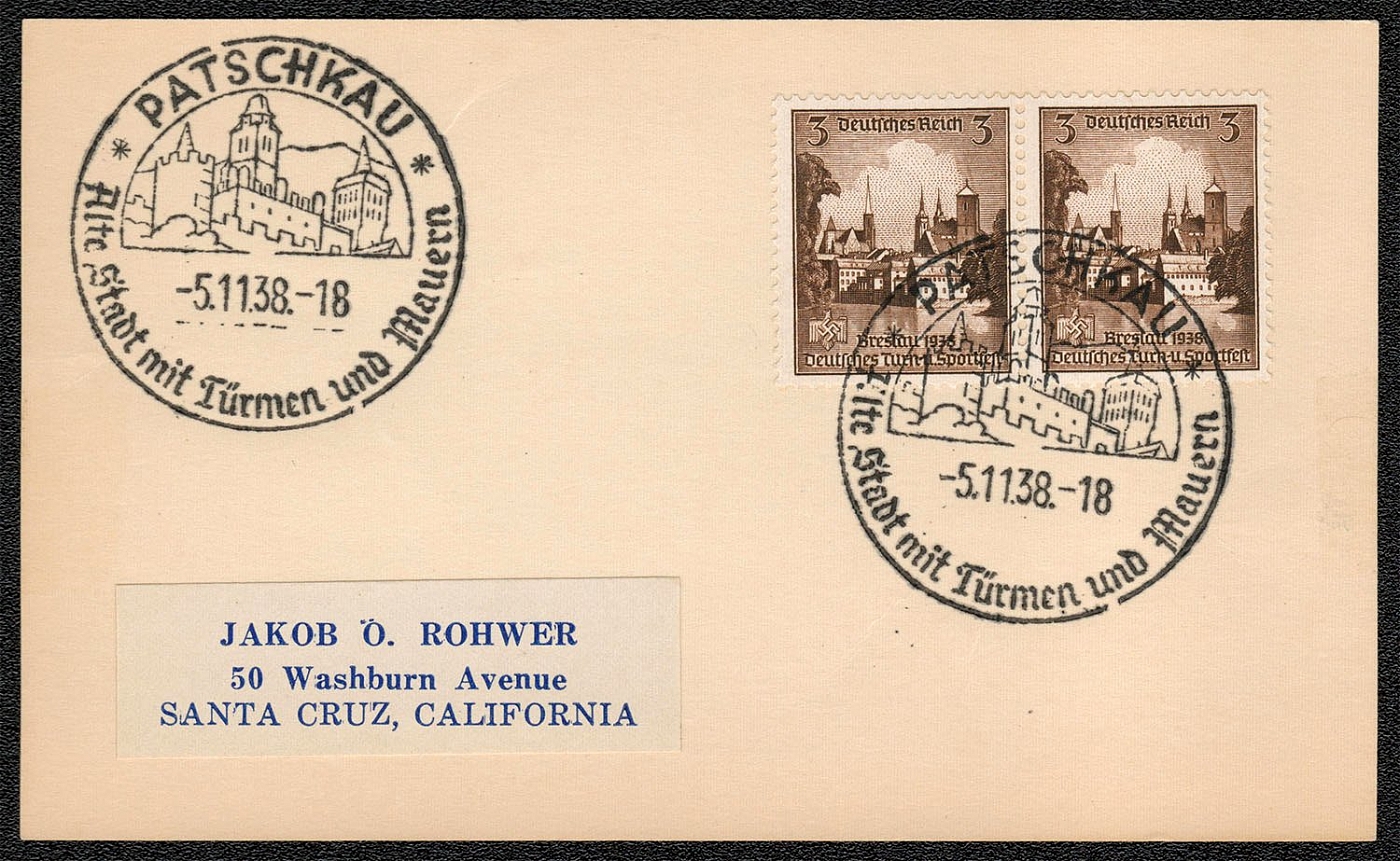 PATSCHKAU
-5.11.38.-18
Alte Stadt mit Türmen und Mauern
3 Deutsches Reich 3
Breslau 1938
Deutsches Turn-u.Sportfest
3 Deutsches Reich 3
Breslau 1938
Deutsches Turn-u.Sportfest
PATSCHKAU
-5.11.38.-18
Alte Stadt mit Türmen und Mauern
JAKOB O. ROHWER
50 Washburn Avenue
SANTA CRUZ, CALIFORNIA